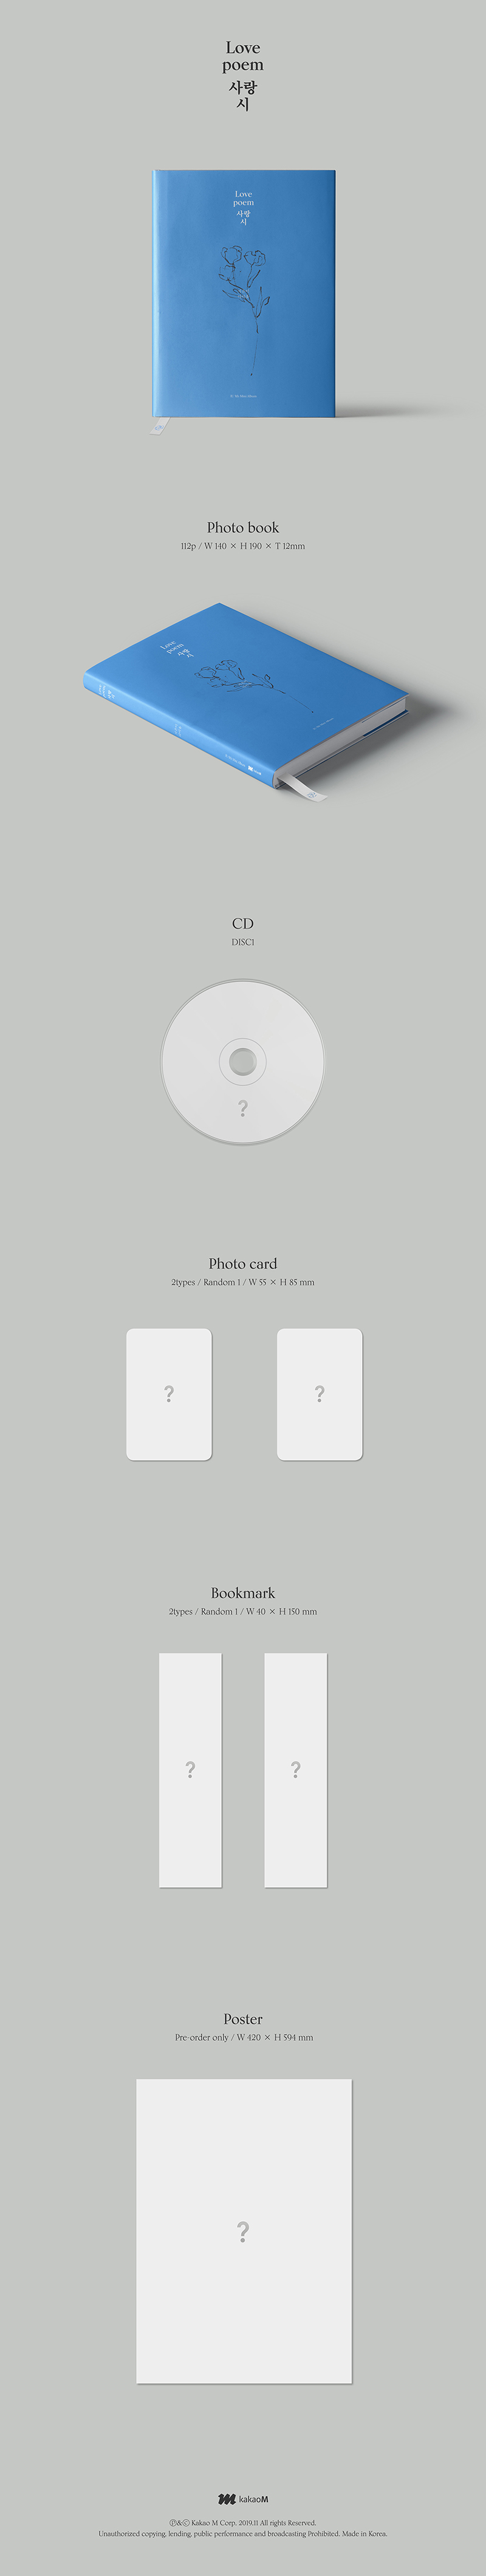 Love
poem
사랑
시
Love
poem
사랑
시
Photo book
112p / W 140 × H 190 × T 12mm
Love
poem
사랑
시
CD
DISC1
?
Photo card
2types / Random 1 / W 55 × H 85 mm
? ?
Bookmark
2types / Random 1 / W 40 × H 150 mm
? ?
Poster
Pre-order only / W 420 × H 594 mm
?
kakaoM
Ⓟ&ⓒ Kakao M Corp. 2019.11 All rights Reserved.
Unauthorized copying, lending, public performance and broadcasting Prohibited. Made in Korea.